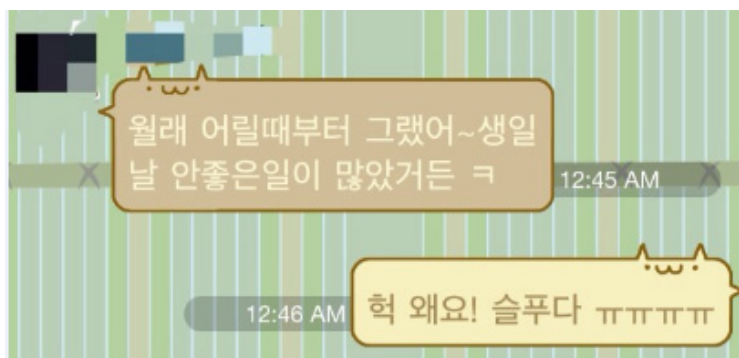 월래 어릴때부터 그랬어~생일
날 안좋은일이 많았거든 ㅋ
12:45 AM
12:46 AM
헉 왜요! 슬푸다 ㅠㅠㅠㅠ